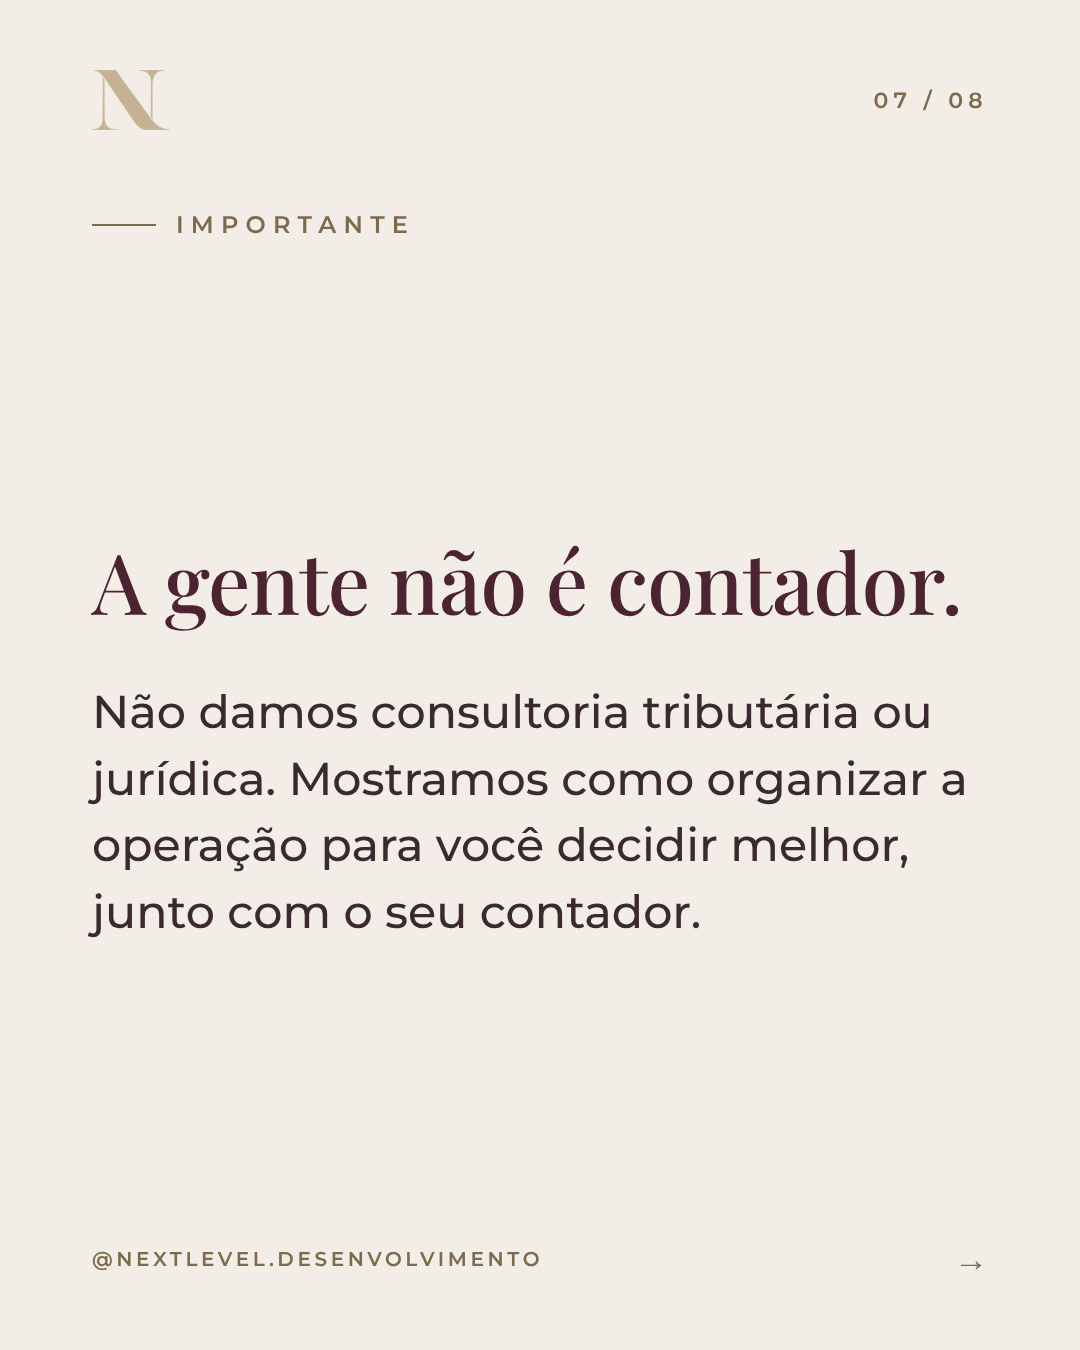 N
07 / 08
IMPORTANTE
A gente não é contador.
Não damos consultoria tributária ou
jurídica. Mostramos como organizar a
operação para você decidir melhor,
junto com o seu contador.
@NEXTLEVEL.DESENVOLVIMENTO
→